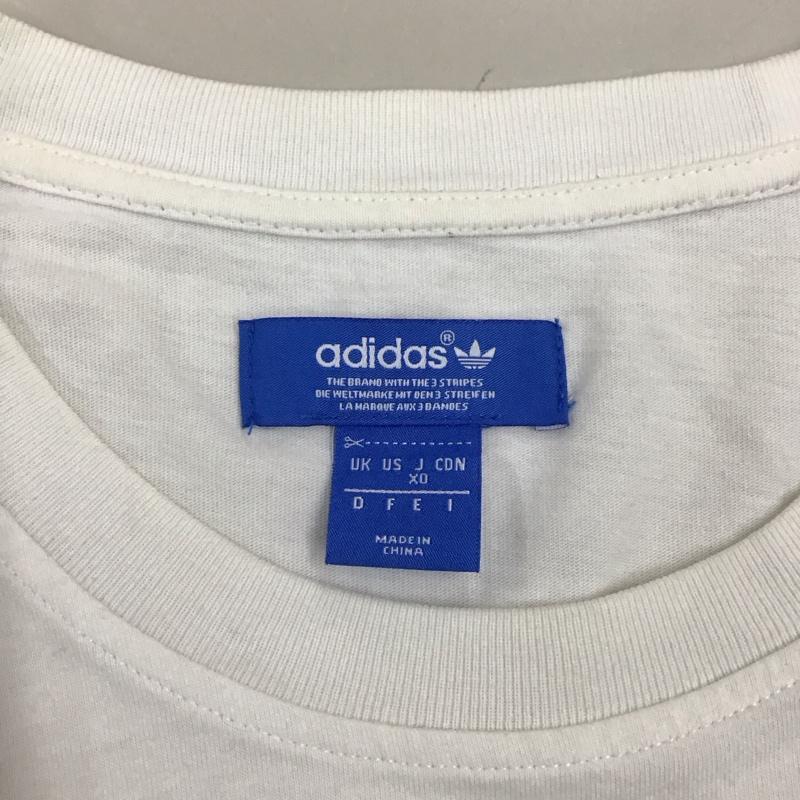 adidas®
THE BRAND WITH THE 3 STRIPES
DIE WELTMARKE MIT DEN 3 STREIFEN
LA MARQUE AUX 3 BANDES
UK US J CDN
XO
D F E I
MADE IN
CHINA